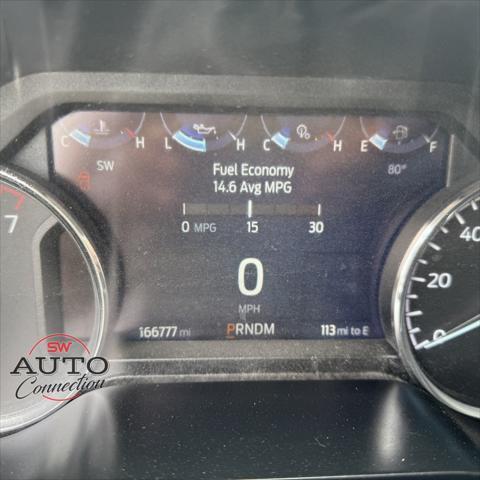 C H L H C H E F
SW 80°
Fuel Economy
14.6 Avg MPG
0 MPG 15 30
7
40
20
0
0
MPH
166777 mi PRNDM 113 mi to E
SW
AUTO
Connection